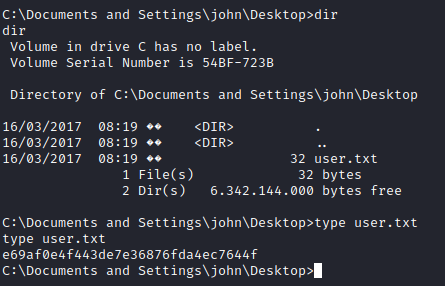 C:\Documents and Settings\john\Desktop>dir
dir
 Volume in drive C has no label.
 Volume Serial Number is 54BF-723B

 Directory of C:\Documents and Settings\john\Desktop

16/03/2017  08:19 ��    <DIR>          .
16/03/2017  08:19 ��    <DIR>          ..
16/03/2017  08:19 ��                32 user.txt
               1 File(s)             32 bytes
               2 Dir(s)   6.342.144.000 bytes free

C:\Documents and Settings\john\Desktop>type user.txt
type user.txt
e69af0e4f443de7e36876fda4ec7644f
C:\Documents and Settings\john\Desktop>